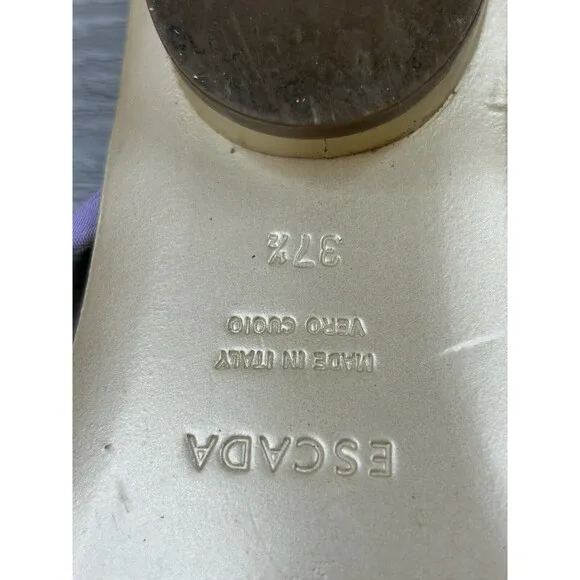 ESCADA
MADE IN ITALY
VERO CUOIO
37½